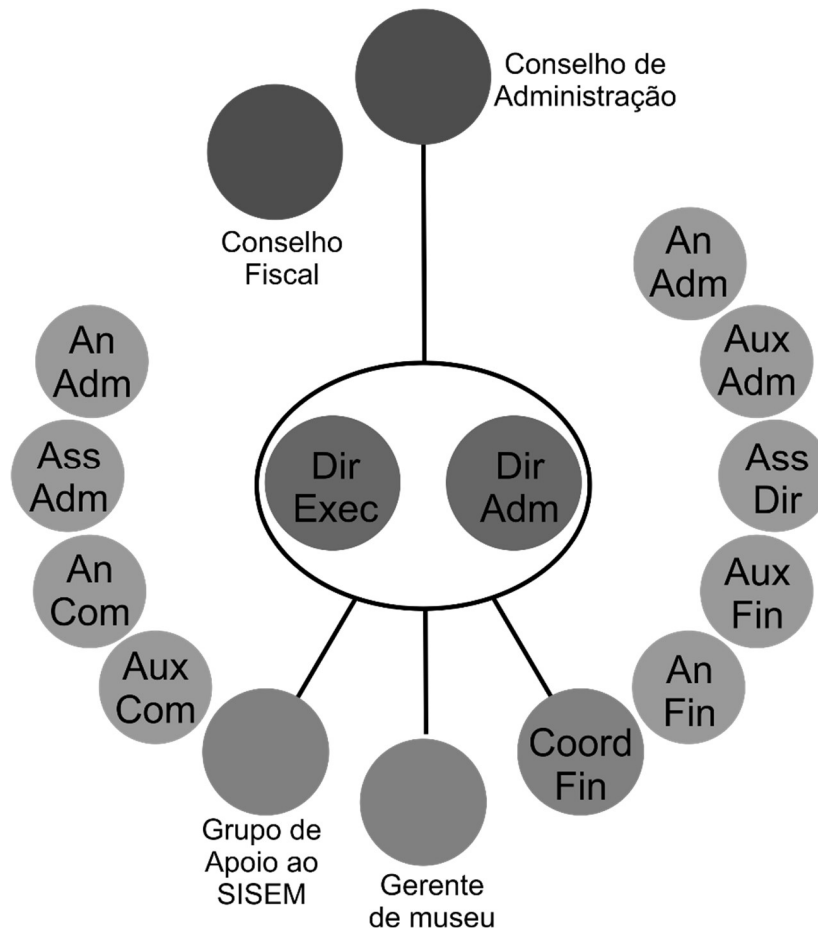 Conselho de
Administração
Conselho
Fiscal
An
Adm
An
Adm
Aux
Adm
Ass
Adm
Dir
Exec
Dir
Adm
Ass
Dir
An
Com
Aux
Fin
Aux
Com
An
Fin
Coord
Fin
Grupo de
Apoio ao
SISEM
Gerente
de museu